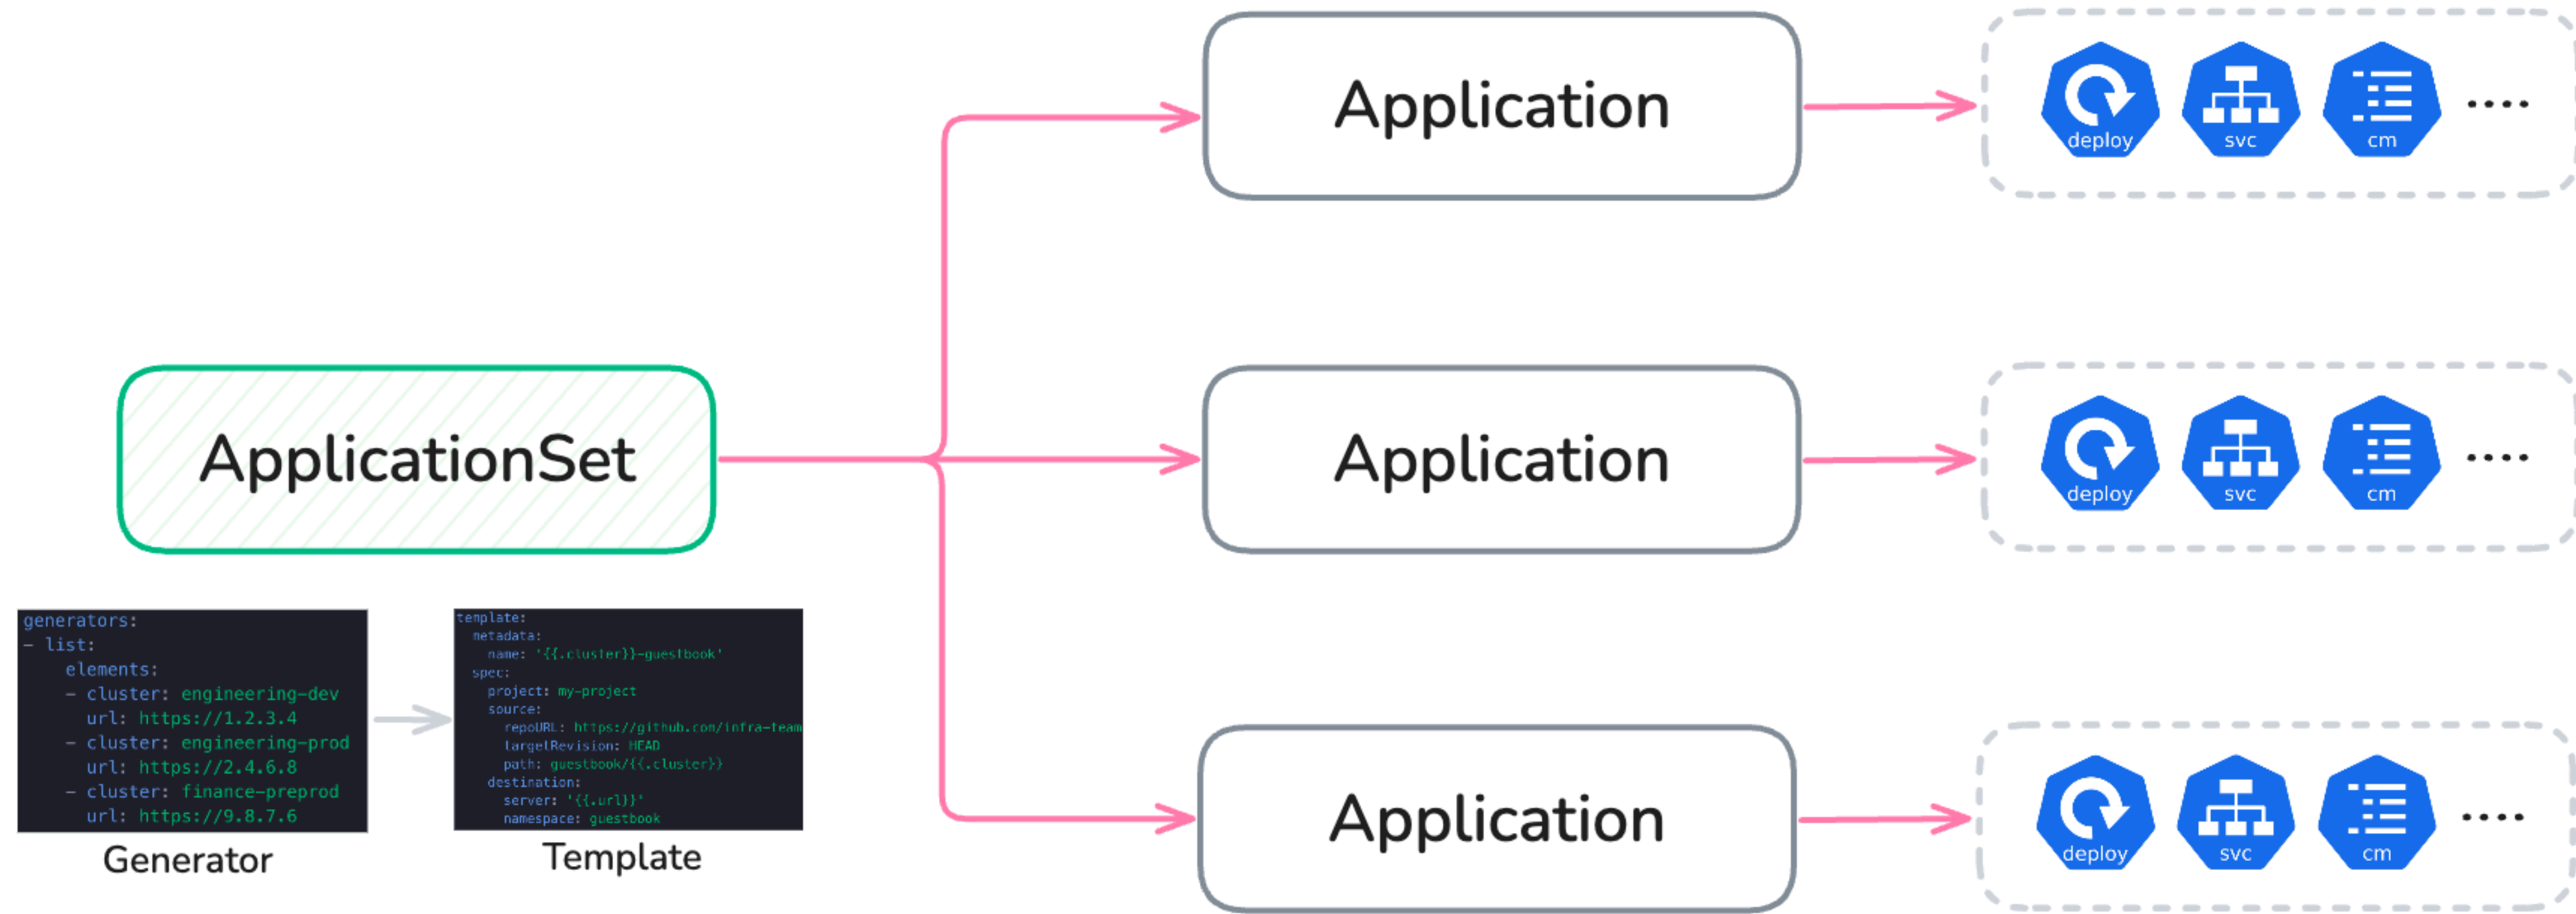 Application
deploy
svc
cm
....
ApplicationSet
Application
deploy
svc
cm
....
generators:
- list:
    elements:
    - cluster: engineering-dev
      url: https://1.2.3.4
    - cluster: engineering-prod
      url: https://2.4.6.8
    - cluster: finance-preprod
      url: https://9.8.7.6
Generator
template:
  metadata:
    name: '{{.cluster}}-guestbook'
  spec:
    project: my-project
    source:
      repoURL: https://github.com/infra-team
      targetRevision: HEAD
      path: guestbook/{{.cluster}}
    destination:
      server: '{{.url}}'
      namespace: guestbook
Template
Application
deploy
svc
cm
....